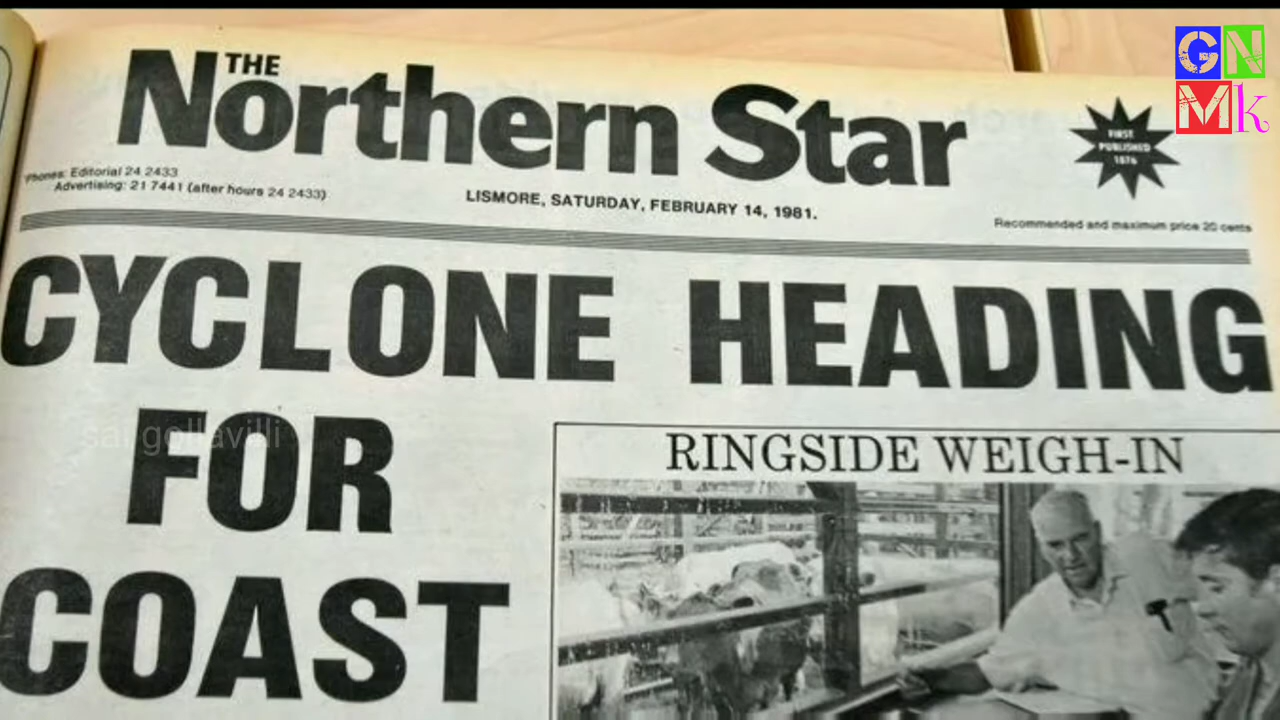 GN
Mk
THE
Northern Star
FIRST
PUBLISHED
1876
Phones: Editorial 24 2433
Advertising: 21 7441 (after hours 24 2433)
LISMORE, SATURDAY, FEBRUARY 14, 1981.
Recommended and maximum price 20 cents
CYCLONE HEADING
FOR
COAST
sai gollavilli
RINGSIDE WEIGH-IN